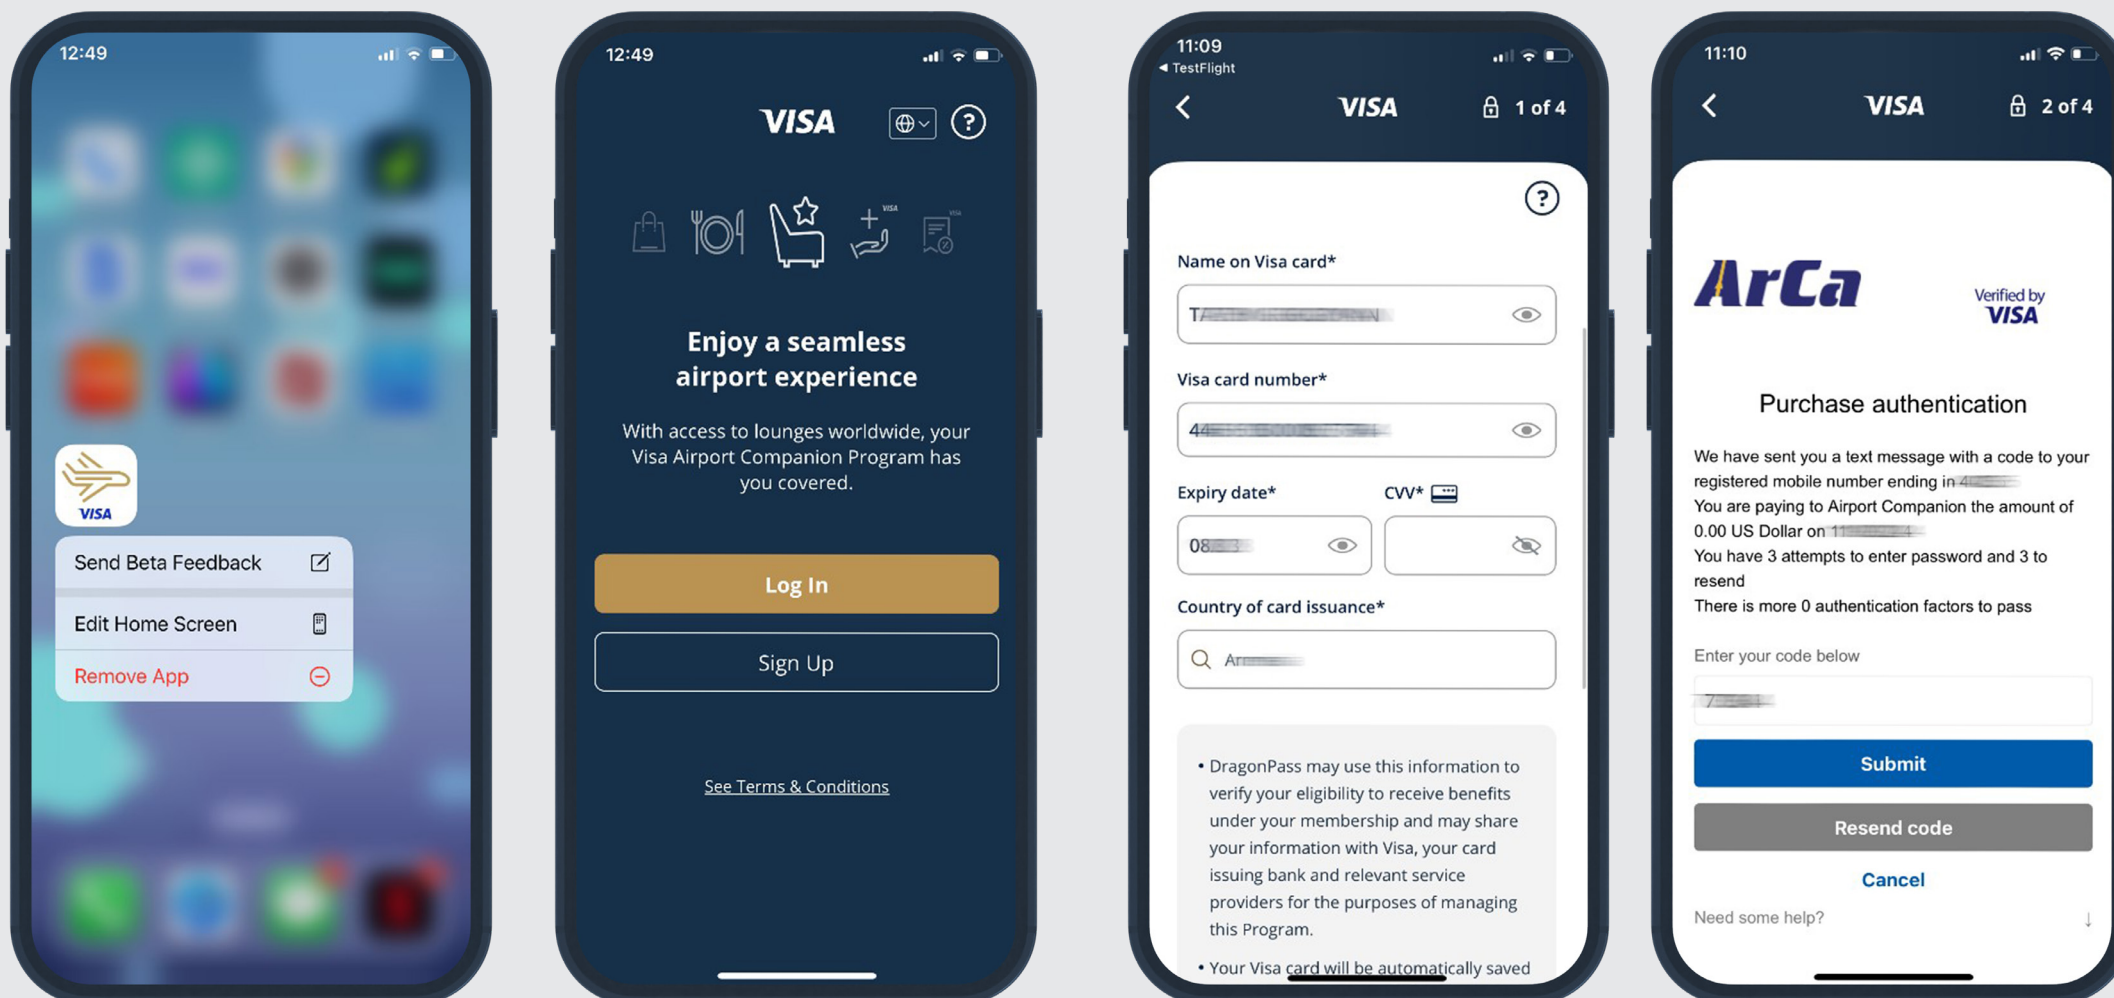 12:49
VISA
Send Beta Feedback
Edit Home Screen
Remove App
12:49
VISA
VISA
VISA
Enjoy a seamless
airport experience
With access to lounges worldwide, your
Visa Airport Companion Program has
you covered.
Log In
Sign Up
See Terms & Conditions
11:09
TestFlight
VISA
1 of 4
Name on Visa card*
Visa card number*
44
Expiry date*
CVV*
08
Country of card issuance*
DragonPass may use this information to
verify your eligibility to receive benefits
under your membership and may share
your information with Visa, your card
issuing bank and relevant service
providers for the purposes of managing
this Program.
Your Visa card will be automatically saved
11:10
VISA
2 of 4
ArCa
Verified by
VISA
Purchase authentication
We have sent you a text message with a code to your
registered mobile number ending in
You are paying to Airport Companion the amount of
0.00 US Dollar on
You have 3 attempts to enter password and 3 to
resend
There is more 0 authentication factors to pass
Enter your code below
Submit
Resend code
Cancel
Need some help?